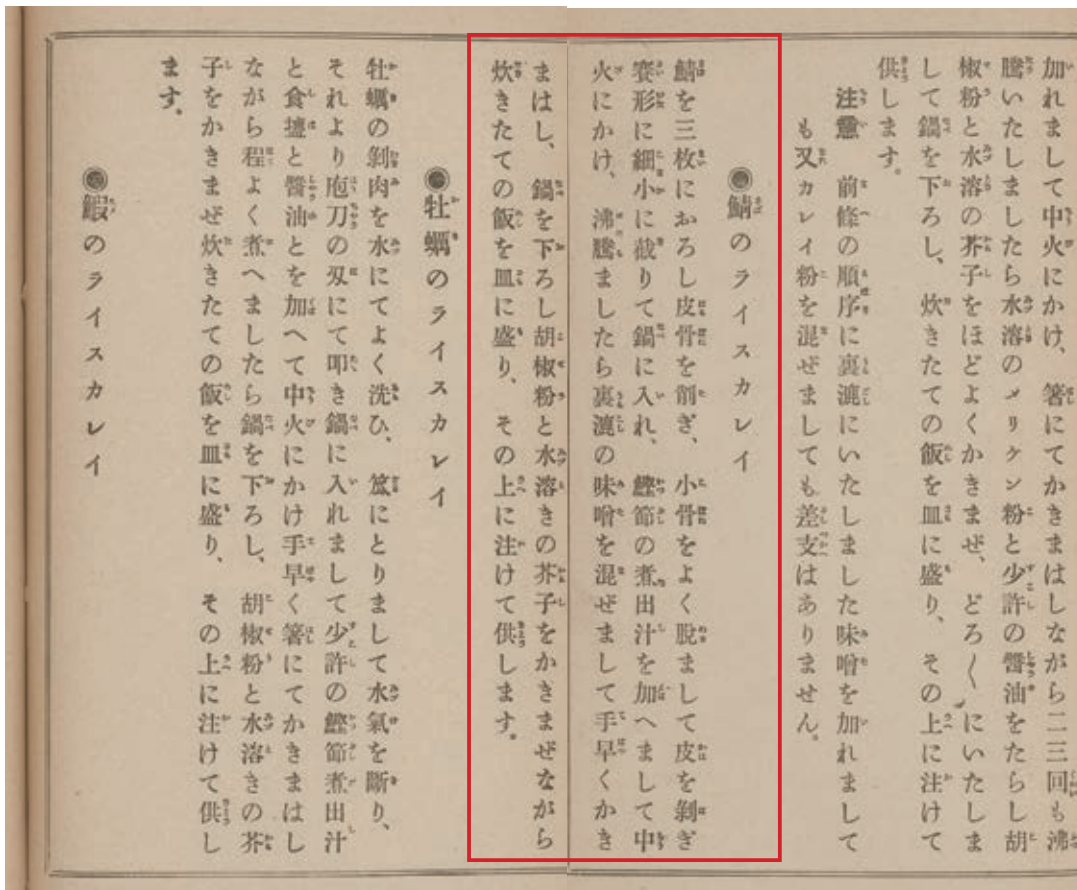 加れまして中火にかけ、箸にてかきまはしながら二三回も沸
騰いたしましたら水溶のメリケン粉と少許の醬油をたらし胡
椒粉と水溶の芥子をほどよくかきまぜ、どろ〱にいたしま
して鍋を下ろし、炊きたての飯を皿に盛り、その上に注けて
供します。
注意 前條の順序に裏漉にいたしました味噌を加れまして
も又カレイ粉を混ぜましても差支はありません。
◉鯖のライスカレイ
鯖を三枚におろし皮骨を削ぎ、小骨をよく脱まして皮を剝ぎ
賽形に細小に截りて鍋に入れ、鰹節の煮出汁を加へまして中
火にかけ、沸騰ましたら裏漉の味噌を混ぜまして手早くかき
まはし、鍋を下ろし胡椒粉と水溶きの芥子をかきまぜながら
炊きたての飯を皿に盛り、その上に注けて供します。
◉牡蠣のライスカレイ
牡蠣の剝肉を水にてよく洗ひ、笊にとりまして水氣を斷り、
それより庖刀の刄にて叩き鍋に入れまして少許の鰹節煮出汁
と食鹽と醬油とを加へて中火にかけ手早く箸にてかきまはし
ながら程よく煮へましたら鍋を下ろし、胡椒粉と水溶きの芥
子をかきまぜ炊きたての飯を皿に盛り、その上に注けて供し
ます。
◉鰕のライスカレイ